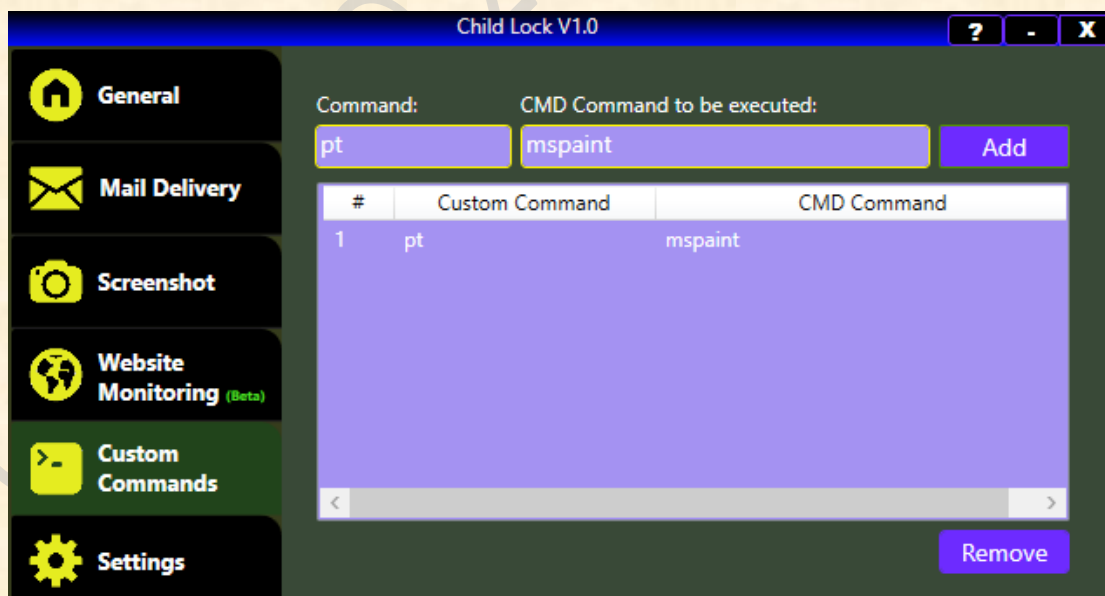 Child Lock V1.0
? - X
General
Mail Delivery
Screenshot
Website
Monitoring (Beta)
Custom
Commands
Settings
Command: CMD Command to be executed:
pt mspaint Add
# Custom Command CMD Command
1 pt mspaint
Remove